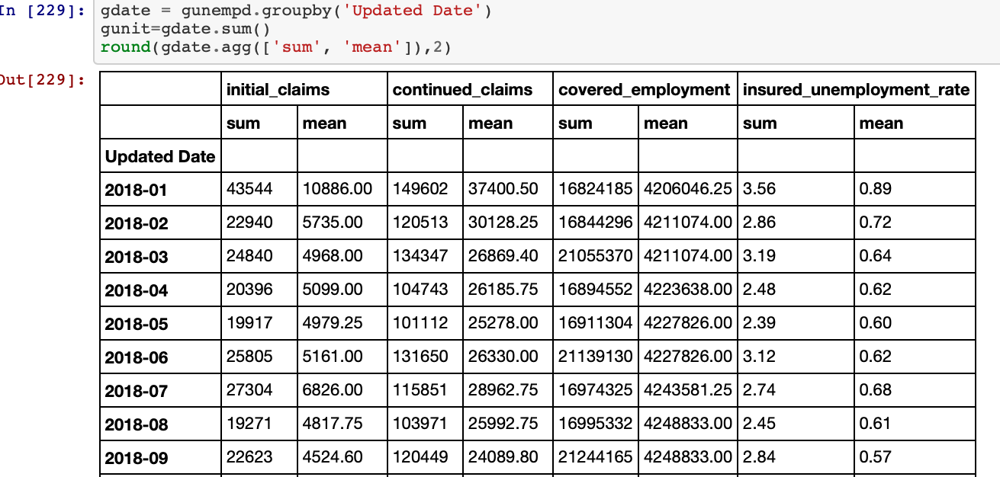 In [229]: gdate = gunempd.groupby('Updated Date')
gunit=gdate.sum()
round(gdate.agg(['sum', 'mean']),2)
Out[229]:
initial_claims continued_claims covered_employment insured_unemployment_rate
sum mean sum mean sum mean sum mean
Updated Date
2018-01 43544 10886.00 149602 37400.50 16824185 4206046.25 3.56 0.89
2018-02 22940 5735.00 120513 30128.25 16844296 4211074.00 2.86 0.72
2018-03 24840 4968.00 134347 26869.40 21055370 4211074.00 3.19 0.64
2018-04 20396 5099.00 104743 26185.75 16894552 4223638.00 2.48 0.62
2018-05 19917 4979.25 101112 25278.00 16911304 4227826.00 2.39 0.60
2018-06 25805 5161.00 131650 26330.00 21139130 4227826.00 3.12 0.62
2018-07 27304 6826.00 115851 28962.75 16974325 4243581.25 2.74 0.68
2018-08 19271 4817.75 103971 25992.75 16995332 4248833.00 2.45 0.61
2018-09 22623 4524.60 120449 24089.80 21244165 4248833.00 2.84 0.57